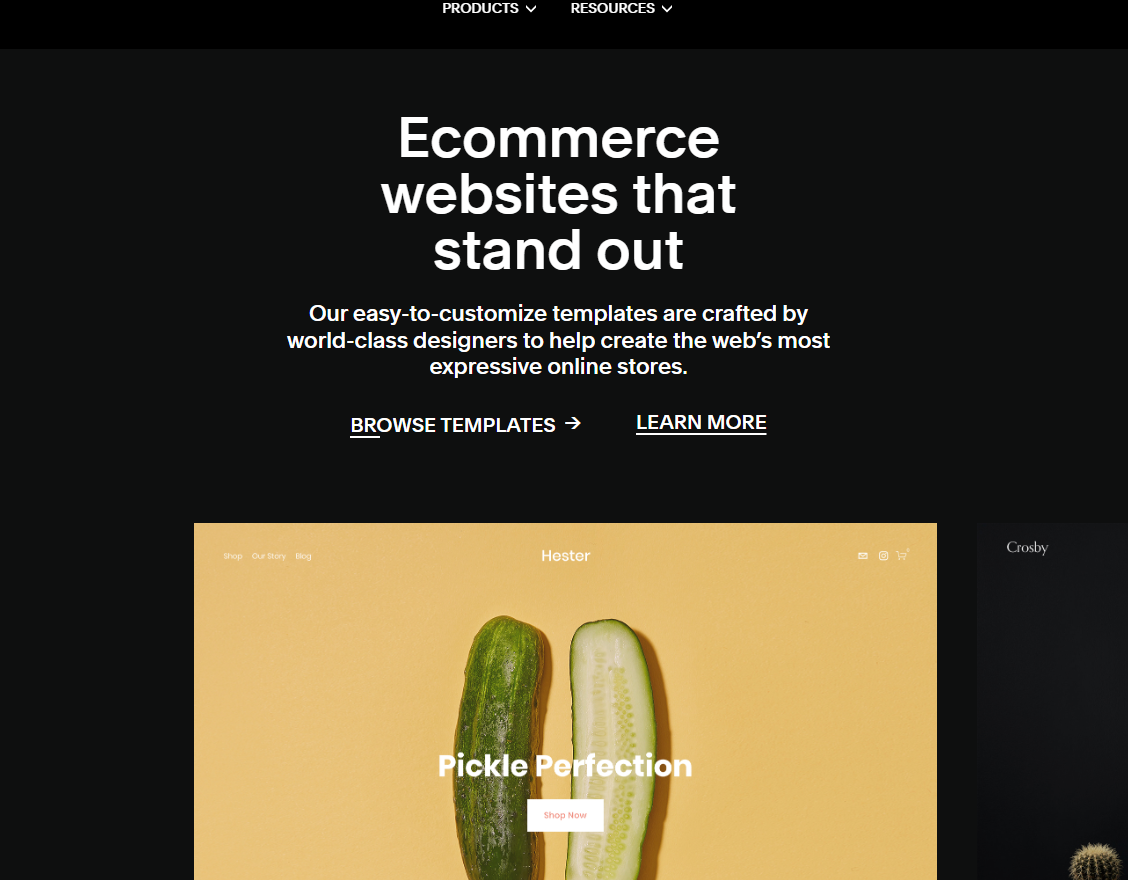 PRODUCTS RESOURCES
Ecommerce
websites that
stand out
Our easy-to-customize templates are crafted by
world-class designers to help create the web’s most
expressive online stores.
BROWSE TEMPLATES → LEARN MORE
Shop Our Story Blog Hester
Crosby
Pickle Perfection
Shop Now